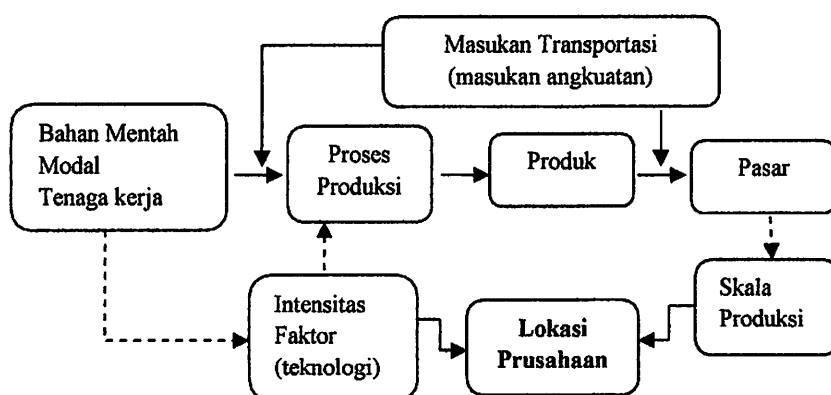 Masukan Transportasi
(masukan angkuatan)
Bahan Mentah
Modal
Tenaga kerja
Proses
Produksi
Produk
Pasar
Intensitas
Faktor
(teknologi)
Lokasi
Prusahaan
Skala
Produksi